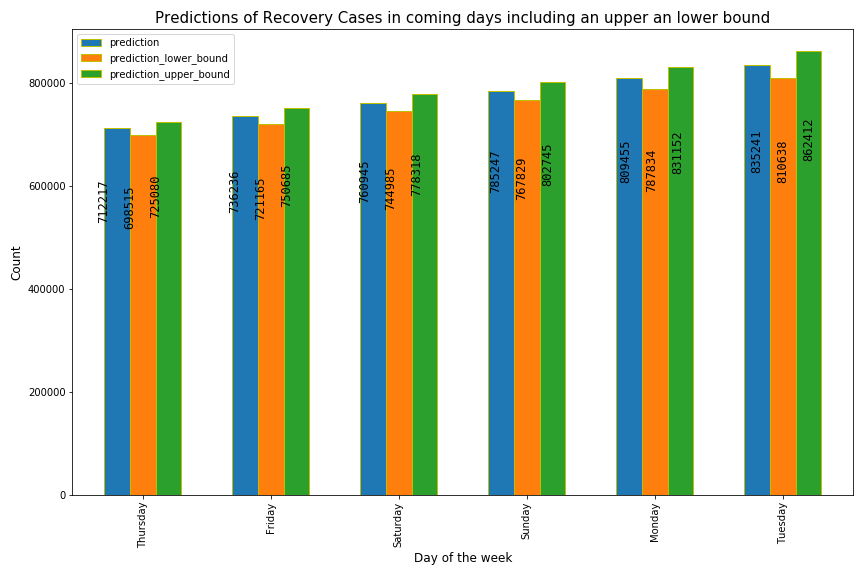 Predictions of Recovery Cases in coming days including an upper an lower bound
prediction
prediction_lower_bound
prediction_upper_bound
Count
800000
600000
400000
200000
0
712217
698515
725080
736236
721165
750685
760945
744985
778318
785247
767829
802745
809455
787834
831152
835241
810638
862412
Thursday
Friday
Saturday
Sunday
Monday
Tuesday
Day of the week